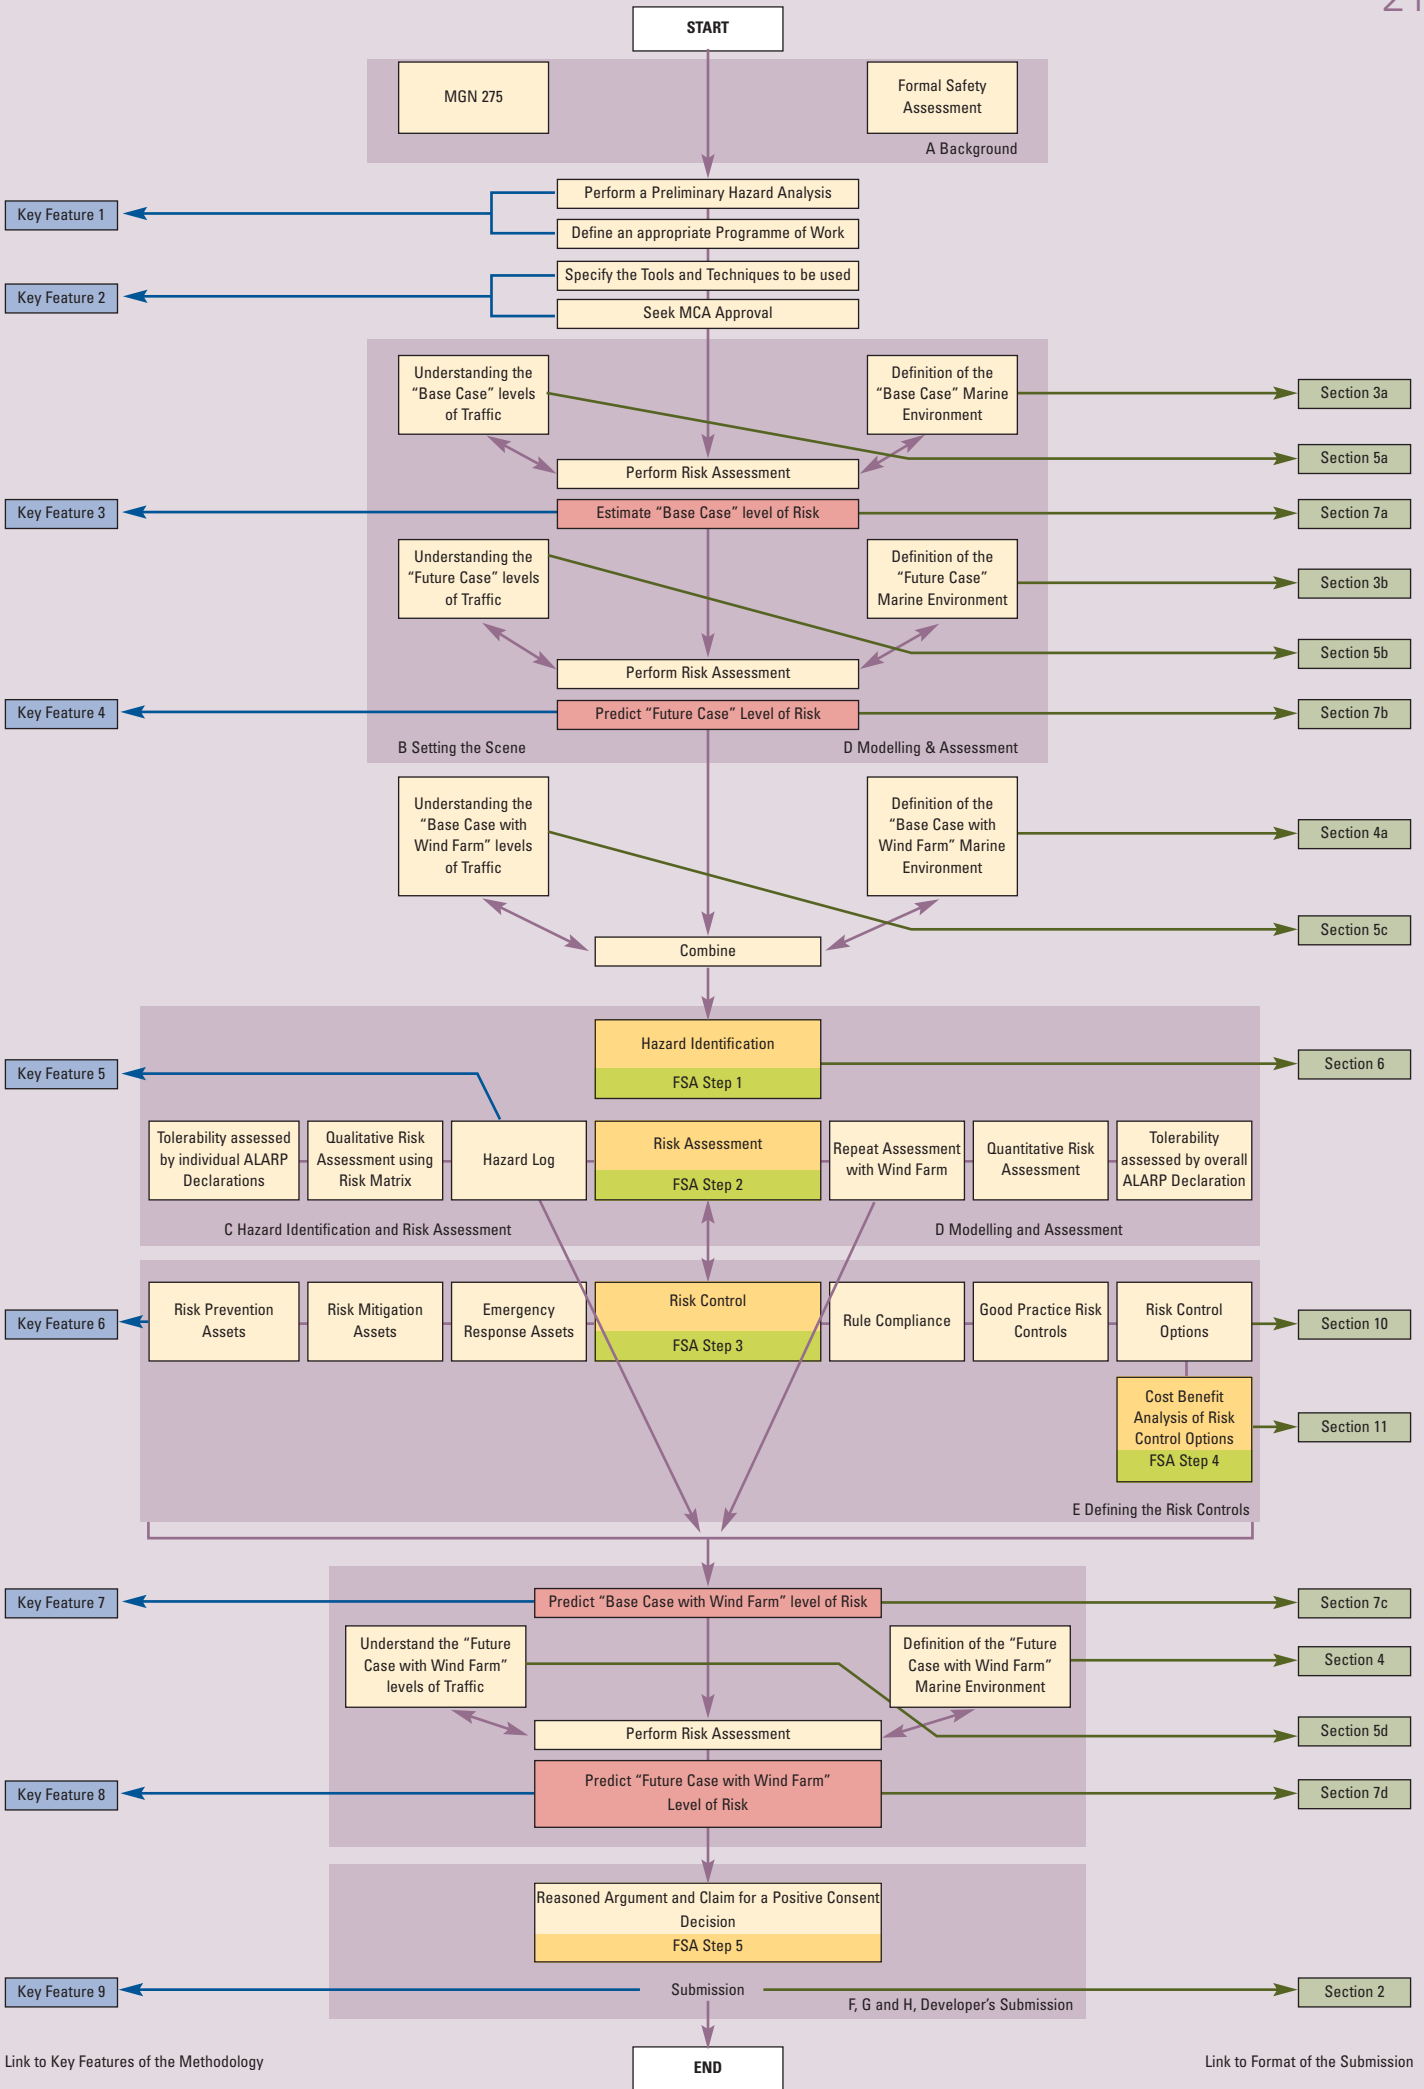 21
START
MGN 275
Formal Safety
Assessment
A Background
Perform a Preliminary Hazard Analysis
Key Feature 1
Define an appropriate Programme of Work
Specify the Tools and Techniques to be used
Key Feature 2
Seek MCA Approval
Understanding the
“Base Case” levels
of Traffic
Definition of the
“Base Case” Marine
Environment
Section 3a
Section 5a
Perform Risk Assessment
Key Feature 3
Estimate “Base Case” level of Risk
Section 7a
Understanding the
“Future Case” levels
of Traffic
Definition of the
“Future Case”
Marine Environment
Section 3b
Section 5b
Perform Risk Assessment
Key Feature 4
Predict “Future Case” Level of Risk
Section 7b
B Setting the Scene
D Modelling & Assessment
Understanding the
“Base Case with
Wind Farm” levels
of Traffic
Definition of the
“Base Case with
Wind Farm” Marine
Environment
Section 4a
Section 5c
Combine
Hazard Identification
FSA Step 1
Key Feature 5
Section 6
Tolerability assessed
by individual ALARP
Declarations
Qualitative Risk
Assessment using
Risk Matrix
Hazard Log
Risk Assessment
FSA Step 2
Repeat Assessment
with Wind Farm
Quantitative Risk
Assessment
Tolerability
assessed by overall
ALARP Declaration
C Hazard Identification and Risk Assessment
D Modelling and Assessment
Key Feature 6
Risk Prevention
Assets
Risk Mitigation
Assets
Emergency
Response Assets
Risk Control
FSA Step 3
Rule Compliance
Good Practice Risk
Controls
Risk Control
Options
Section 10
Cost Benefit
Analysis of Risk
Control Options
FSA Step 4
Section 11
E Defining the Risk Controls
Key Feature 7
Predict “Base Case with Wind Farm” level of Risk
Section 7c
Understand the “Future
Case with Wind Farm”
levels of Traffic
Definition of the “Future
Case with Wind Farm”
Marine Environment
Section 4
Section 5d
Perform Risk Assessment
Key Feature 8
Predict “Future Case with Wind Farm”
Level of Risk
Section 7d
Reasoned Argument and Claim for a Positive Consent
Decision
FSA Step 5
Key Feature 9
Submission
Section 2
F, G and H, Developer’s Submission
Link to Key Features of the Methodology
END
Link to Format of the Submission